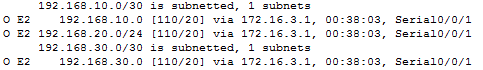 192.168.10.0/30 is subnetted, 1 subnets
O E2 192.168.10.0 [110/20] via 172.16.3.1, 00:38:03, Serial0/0/1
O E2 192.168.20.0/24 [110/20] via 172.16.3.1, 00:38:03, Serial0/0/1
192.168.30.0/30 is subnetted, 1 subnets
O E2 192.168.30.0 [110/20] via 172.16.3.1, 00:38:03, Serial0/0/1